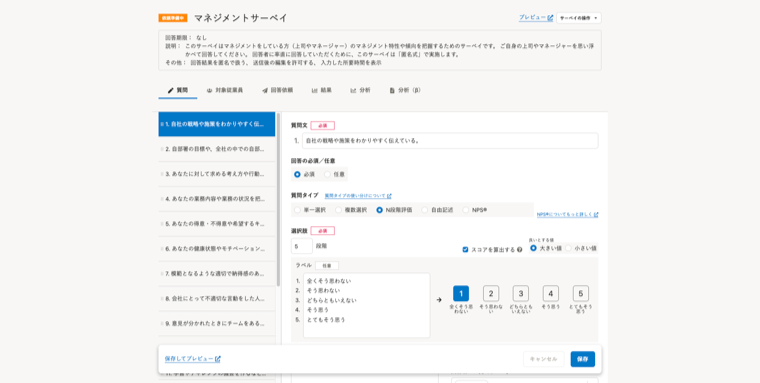 回答準備中 マネジメントサーベイ
プレビュー
サーベイの操作
回答期限： なし
説明： このサーベイはマネジメントをしている方（上司やマネージャー）のマネジメント特性や傾向を把握するためのサーベイです。 ご自身の上司やマネージャーを思い浮
かべて回答してください。 回答者に率直に回答していただくために、このサーベイは「匿名式」で実施します。
その他： 回答結果を匿名で扱う、 送信後の編集を許可する、 入力した所要時間を表示
質問
対象従業員
回答依頼
結果
分析
分析（β）
1. 自社の戦略や施策をわかりやすく伝...
2. 自部署の目標や、全社の中での自部...
3. あなたに対して求める考え方や行動...
4. あなたの業務内容や業務の状況を把...
5. あなたの得意・不得意や希望するキ...
6. あなたの健康状態やモチベーション...
7. 模範となるような適切で納得感のあ...
8. 会社にとって不適切な言動をした人...
9. 意見が分かれたときにチームをある...
質問文 必須
1. 自社の戦略や施策をわかりやすく伝えている。
回答の必須／任意
必須 任意
質問タイプ 質問タイプの使い分けについて
単一選択 複数選択 N段階評価 自由記述 NPS®
NPS®についてもっと詳しく
選択肢 必須
5 段階
スコアを算出する
良いとする値
大きい値 小さい値
ラベル 任意
1. 全くそう思わない
2. そう思わない
3. どちらともいえない
4. そう思う
5. とてもそう思う
1 2 3 4 5
全くそう思わない
そう思わない
どちらともいえない
そう思う
とてもそう思う
保存してプレビュー
キャンセル
保存